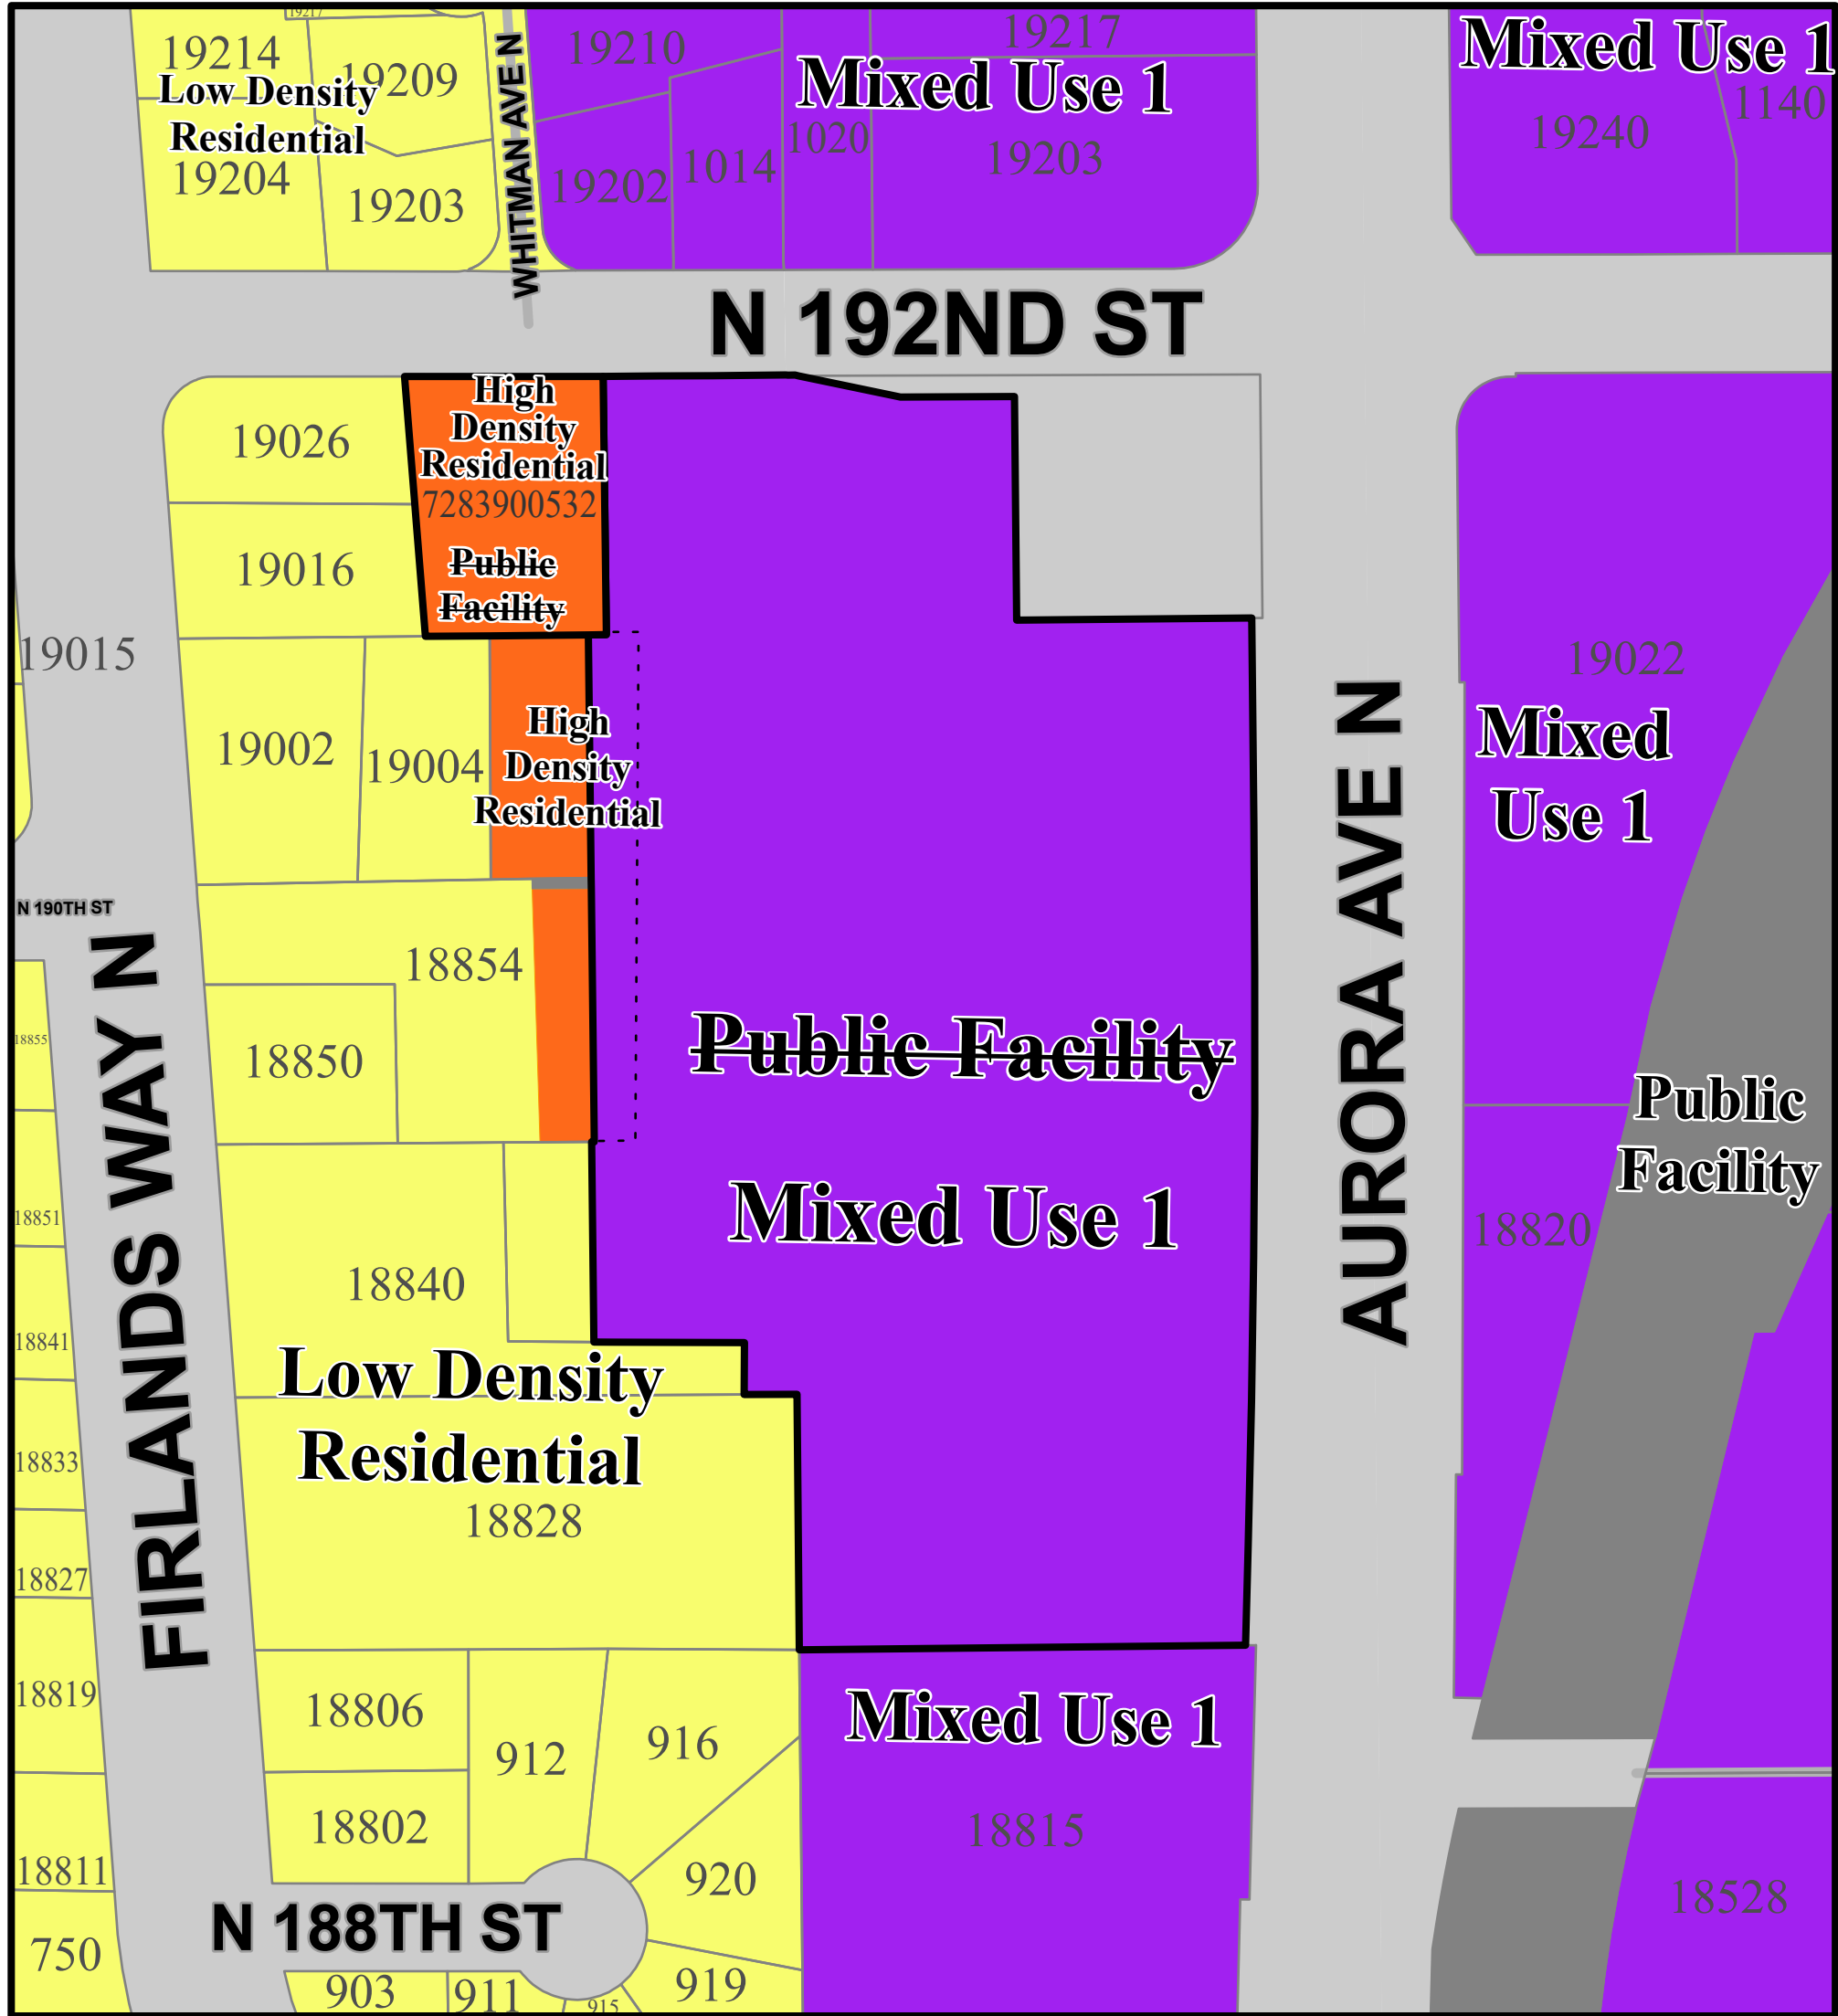 19217
19214
Low Density
Residential
19209
19204
19203
WHITMAN AVE N
19210
19217
Mixed Use 1
1020
1014
19202
19203
Mixed Use 1
1140
19240
N 192ND ST
19026
High
Density
Residential
7283900532
Public
Facility
19016
19015
19002
19004
High
Density
Residential
19022
Mixed
Use 1
AURORA AVE N
N 190TH ST
FIRLANDS WAY N
18854
18850
18855
Public Facility
Mixed Use 1
Public
Facility
18820
18851
18840
18841
Low Density
Residential
18828
18833
18827
18819
18806
912
916
Mixed Use 1
18802
18815
18811
920
18528
N 188TH ST
750
903
911
915
919